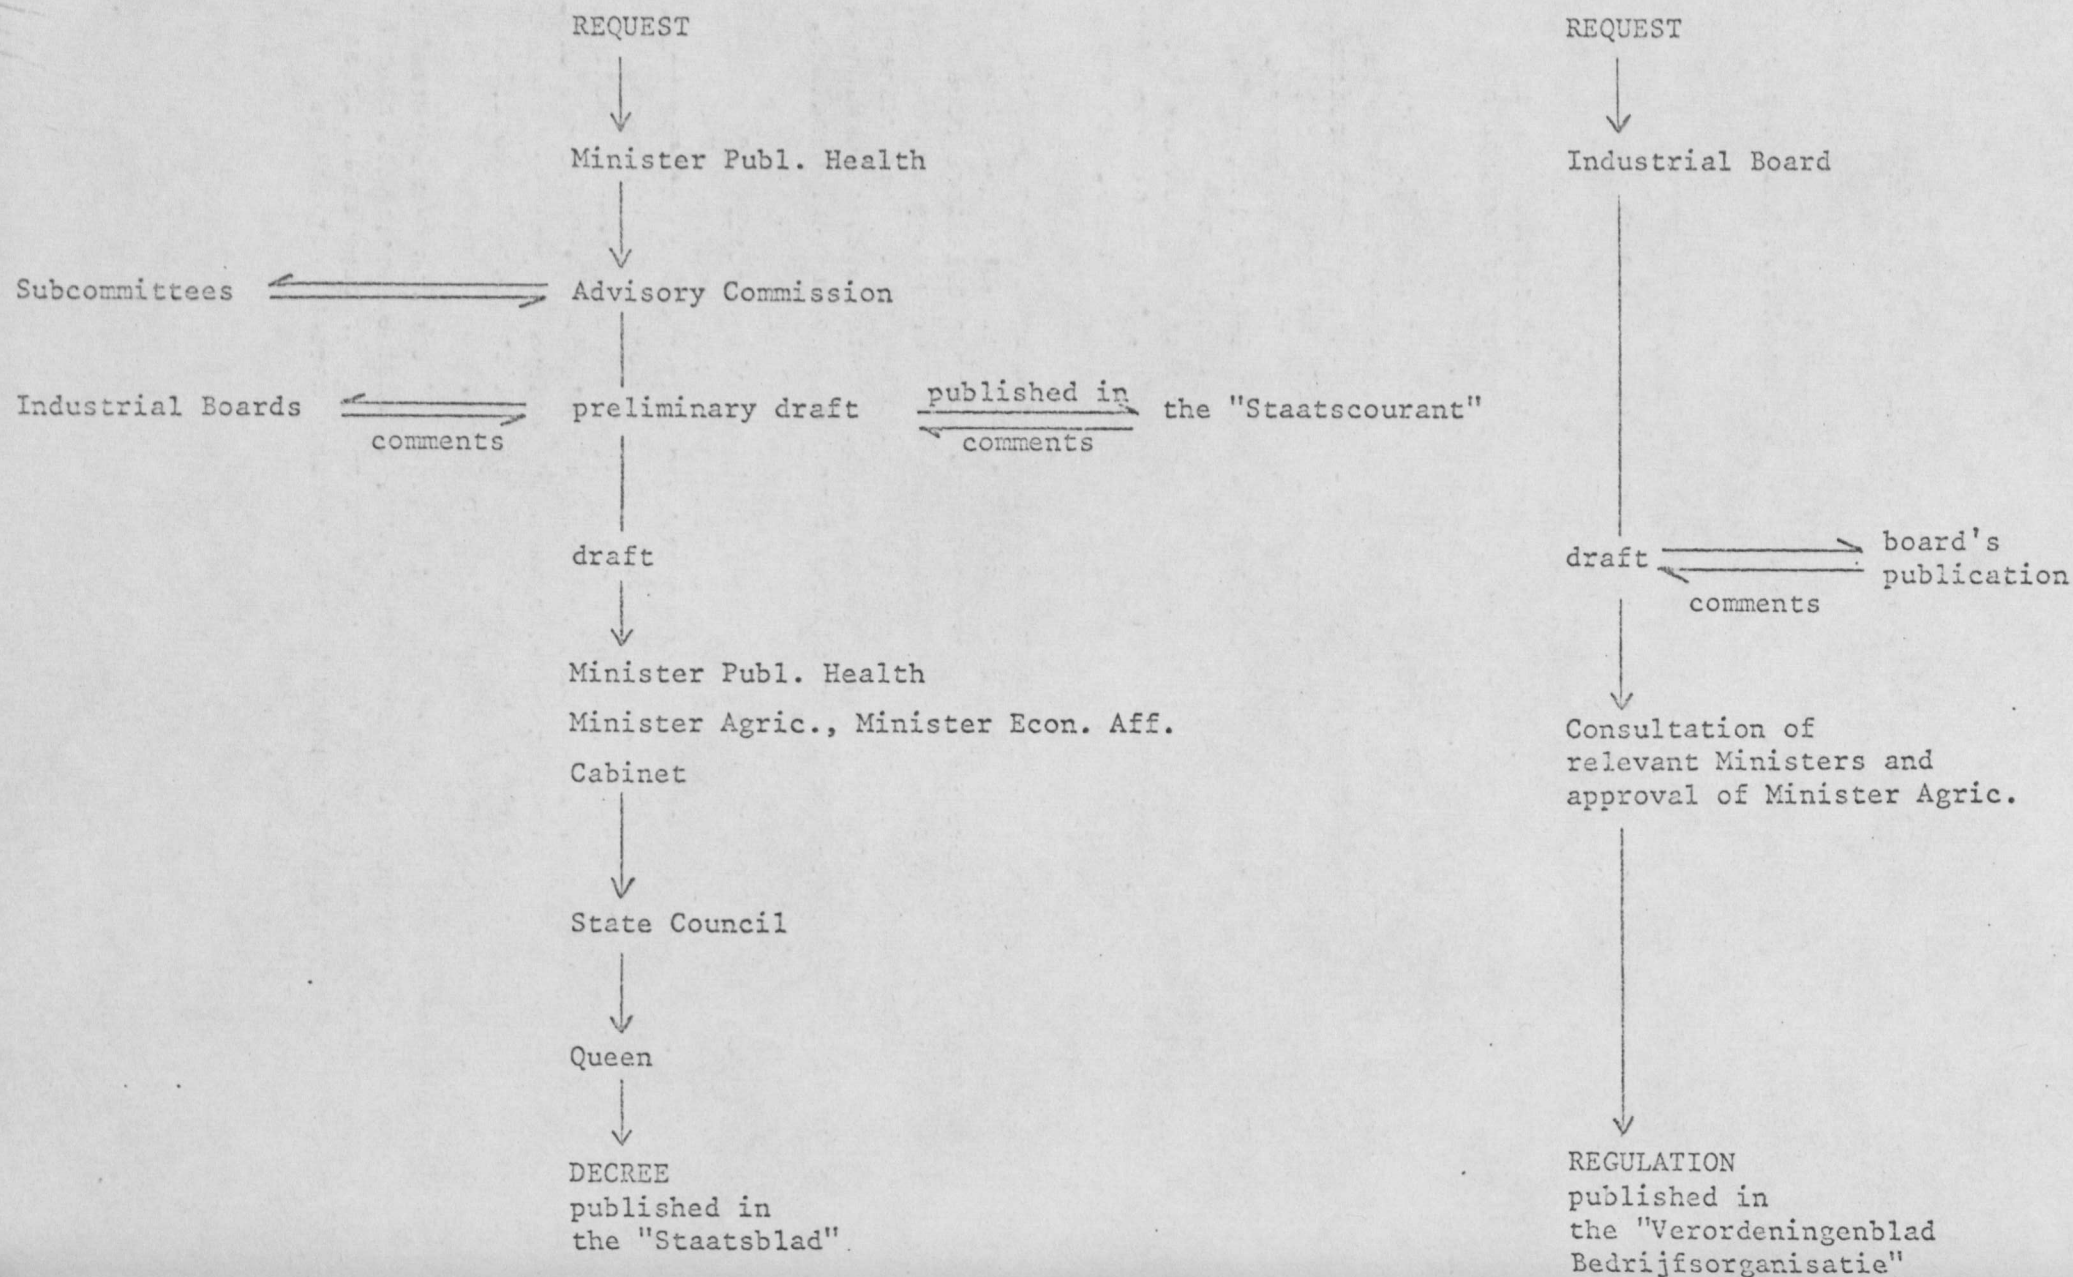 REQUEST
Minister Publ. Health
Subcommittees
Advisory Commission
Industrial Boards
comments
preliminary draft
published in
comments
the "Staatscourant"
draft
Minister Publ. Health
Minister Agric., Minister Econ. Aff.
Cabinet
State Council
Queen
DECREE
published in
the "Staatsblad"
REQUEST
Industrial Board
draft
comments
board's
publication
Consultation of
relevant Ministers and
approval of Minister Agric.
REGULATION
published in
the "Verordeningenblad
Bedrijfsorganisatie"